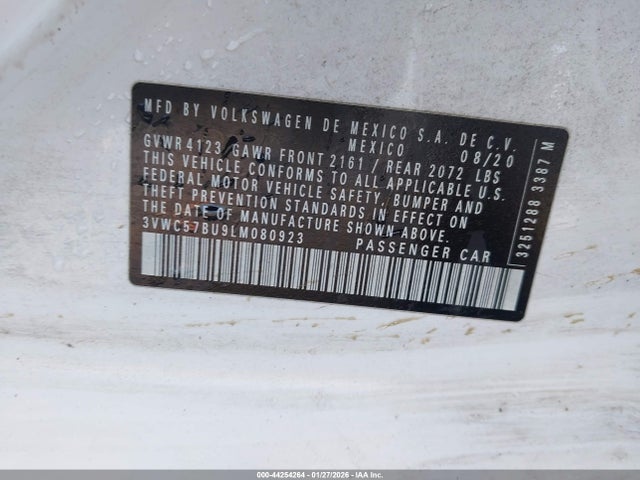 MFD BY VOLKSWAGEN DE MEXICO S.A. DE C.V.
MEXICO 08/20
GVWR 4123 / GAWR FRONT 2161 / REAR 2072 LBS
THIS VEHICLE CONFORMS TO ALL APPLICABLE U.S.
FEDERAL MOTOR VEHICLE SAFETY, BUMPER AND
THEFT PREVENTION STANDARDS IN EFFECT ON
THE DATE OF MANUFACTURE SHOWN ABOVE.
3VWC57BU9LM080923 PASSENGER CAR
3251288 3387 M
000-44254264 - 01/27/2026 - IAA Inc.